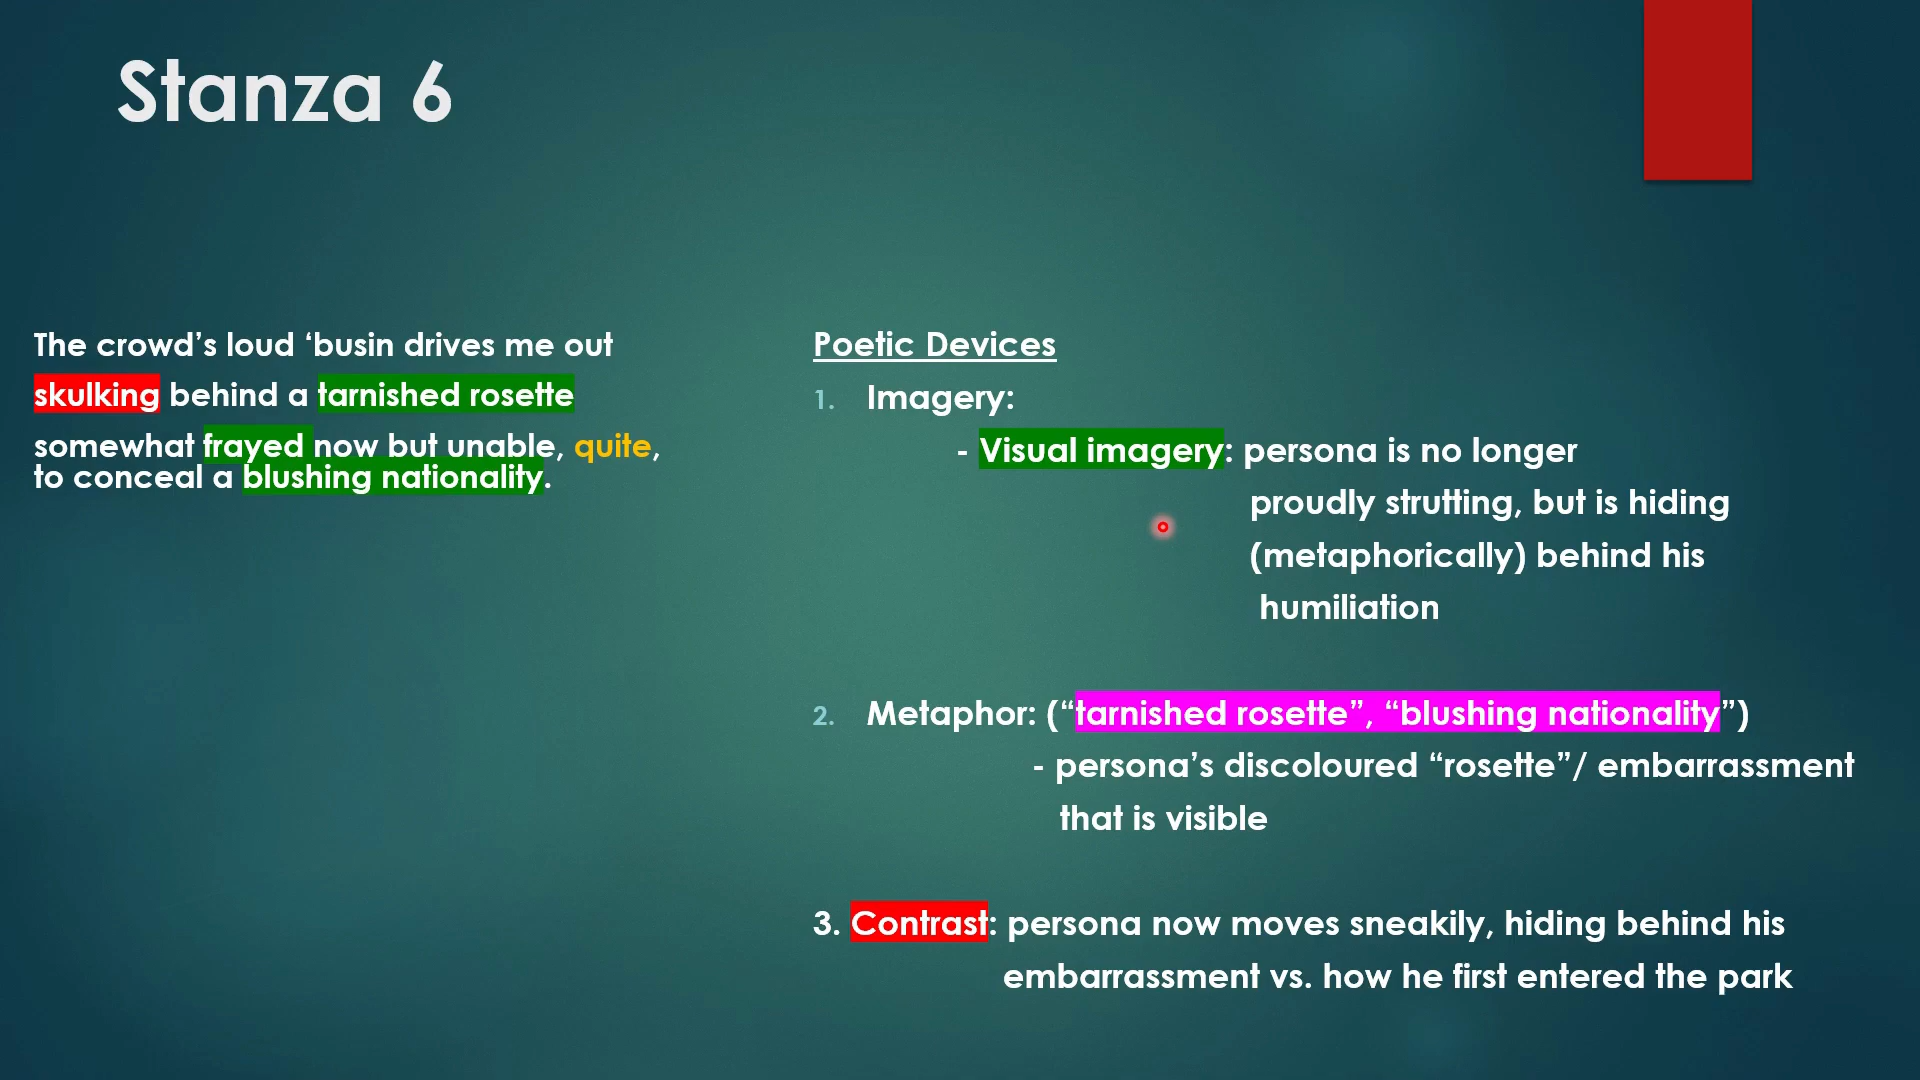 Stanza 6
The crowd’s loud ‘busin drives me out
skulking behind a tarnished rosette
somewhat frayed now but unable, quite,
to conceal a blushing nationality.
Poetic Devices
1. Imagery:
- Visual imagery: persona is no longer
proudly strutting, but is hiding
(metaphorically) behind his
humiliation
2. Metaphor: (“tarnished rosette”, “blushing nationality”)
- persona’s discoloured “rosette”/ embarrassment
that is visible
3. Contrast: persona now moves sneakily, hiding behind his
embarrassment vs. how he first entered the park